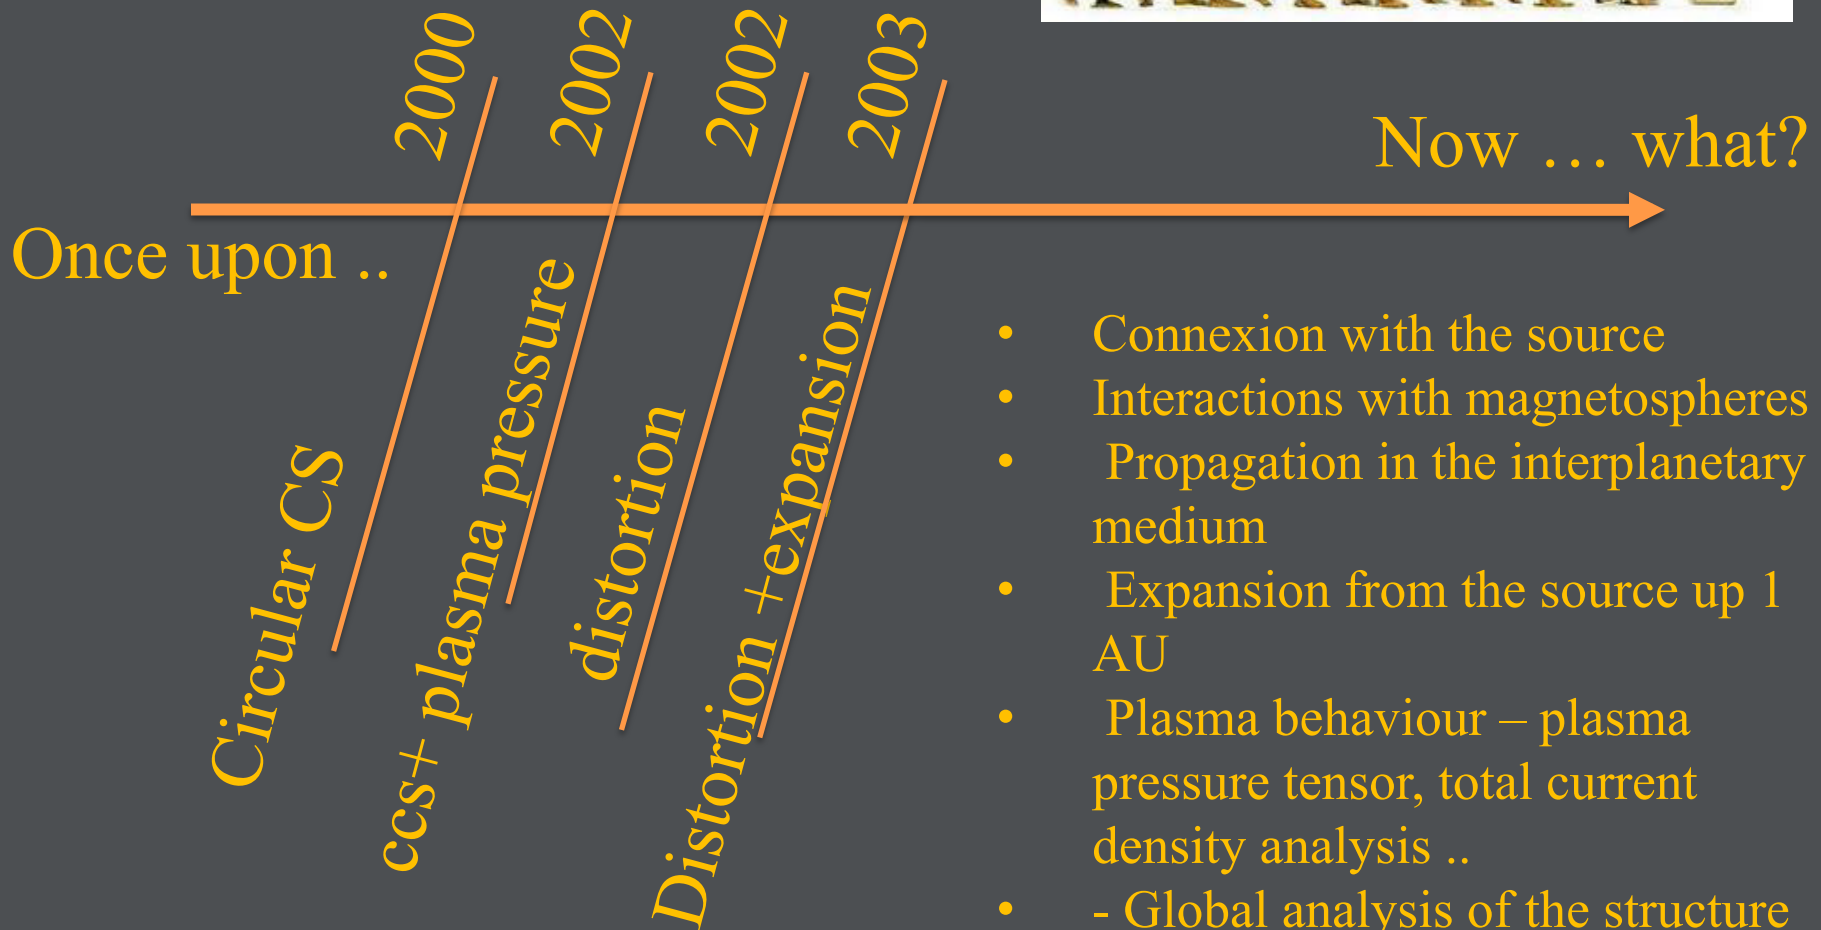 2000
2002
2002
2003
Now … what?
Once upon ..
Circular CS
ccs+ plasma pressure
distortion
Distortion +expansion
• Connexion with the source
• Interactions with magnetospheres
• Propagation in the interplanetary
medium
• Expansion from the source up 1
AU
• Plasma behaviour – plasma
pressure tensor, total current
density analysis ..
• - Global analysis of the structure